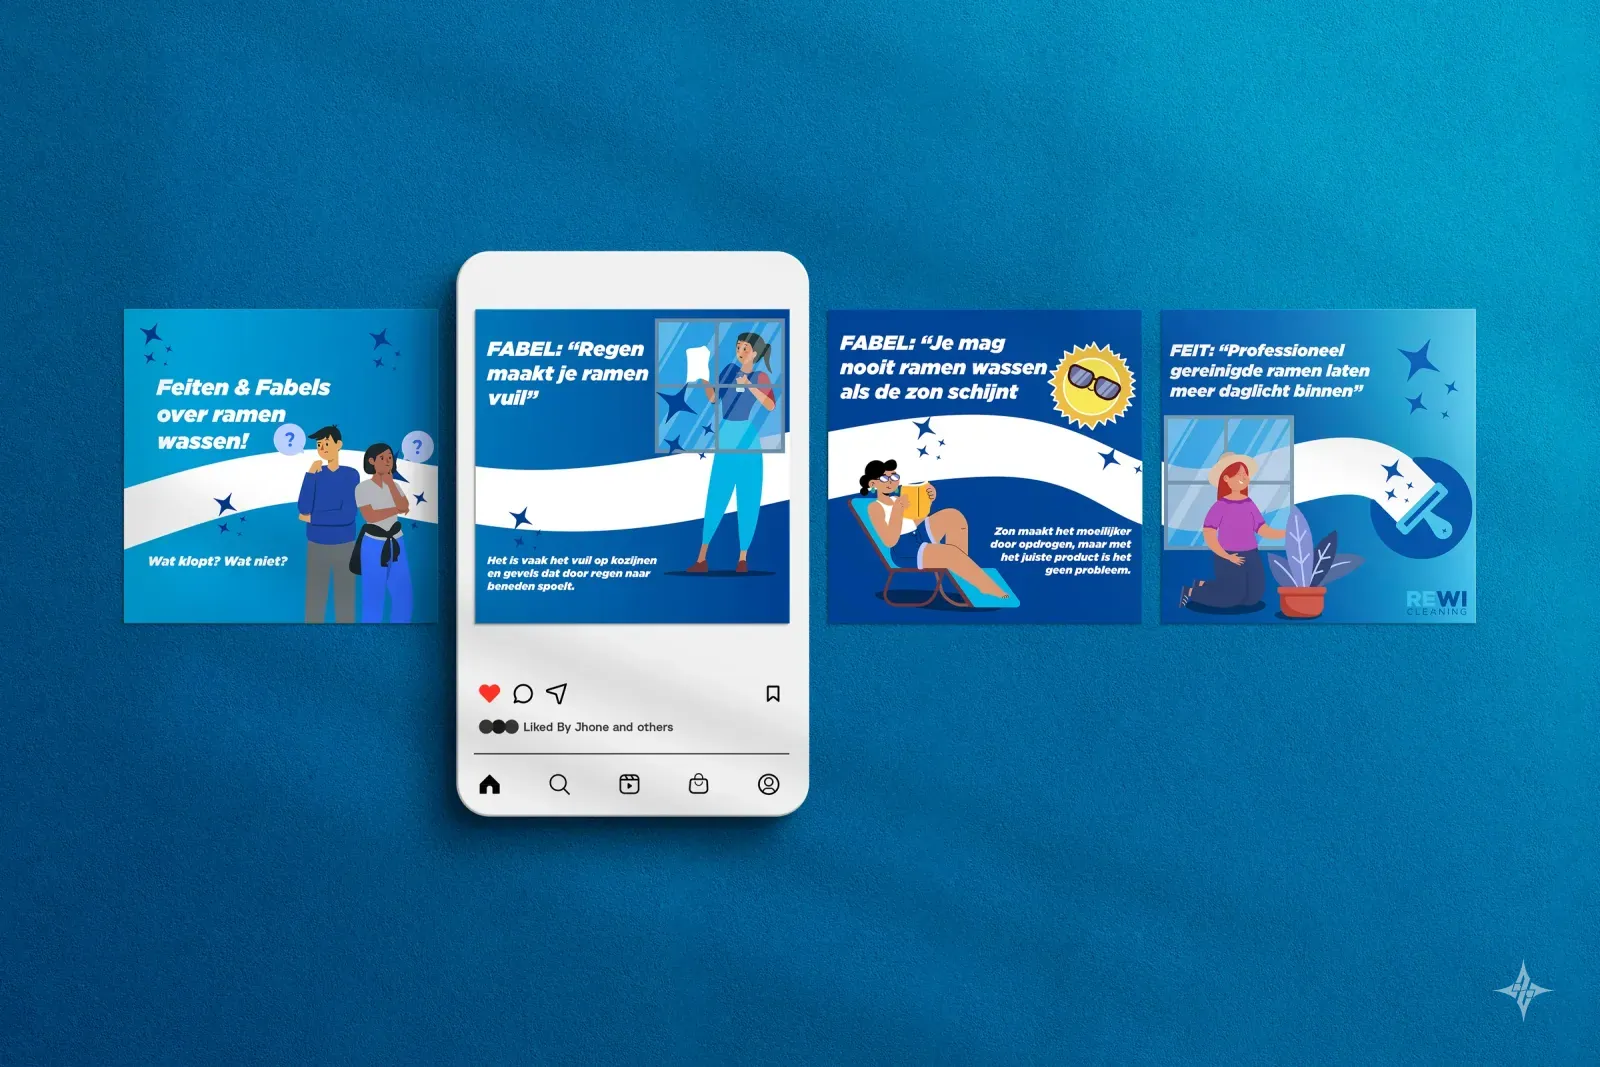 Feiten & Fabels
over ramen
wassen!
?
?
Wat klopt? Wat niet?
FABEL: “Regen
maakt je ramen
vuil”
Het is vaak het vuil op kozijnen
en gevels dat door regen naar
beneden spoelt.
Liked By Jhone and others
FABEL: “Je mag
nooit ramen wassen
als de zon schijnt
Zon maakt het moeilijker
door opdrogen, maar met
het juiste product is het
geen probleem.
FEIT: “Professioneel
gereinigde ramen laten
meer daglicht binnen”
REWI
CLEANING